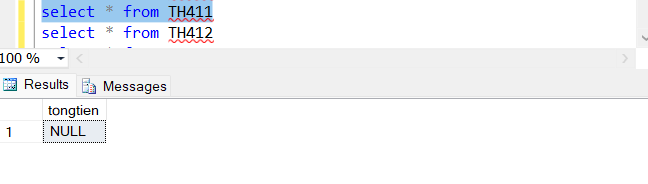 select * from TH411
select * from TH412
100 %
Results Messages
tongtien
1 NULL